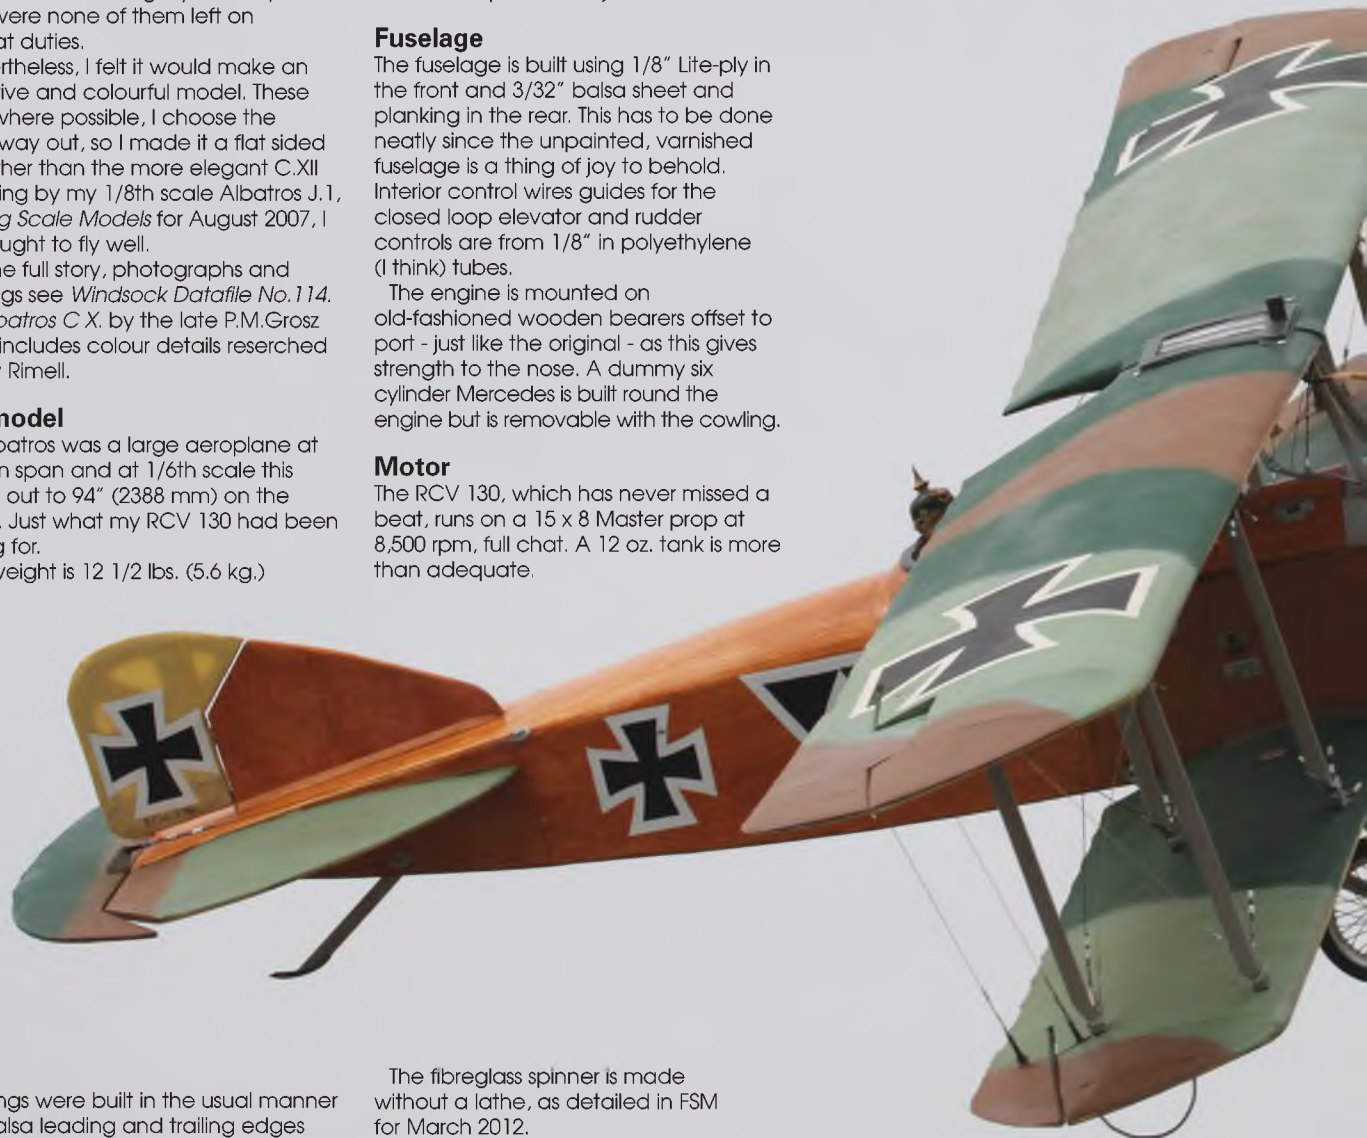 were none of them left on
at duties.
rtheless, I felt it would make an
ive and colourful model. These
where possible, I choose the
way out, so I made it a flat sided
ther than the more elegant C.XII
ing by my 1/8th scale Albatros J.1,
g Scale Models for August 2007, I
ught to fly well.
e full story, photographs and
gs see Windsock Datafile No.114.
batros C X. by the late P.M.Grosz
includes colour details reserched
Rimell.
model
batros was a large aeroplane at
n span and at 1/6th scale this
out to 94" (2388 mm) on the
. Just what my RCV 130 had been
g for.
weight is 12 1/2 lbs. (5.6 kg.)
ngs were built in the usual manner
alsa leading and trailing edges
Fuselage
The fuselage is built using 1/8" Lite-ply in
the front and 3/32" balsa sheet and
planking in the rear. This has to be done
neatly since the unpainted, varnished
fuselage is a thing of joy to behold.
Interior control wires guides for the
closed loop elevator and rudder
controls are from 1/8" in polyethylene
(I think) tubes.
The engine is mounted on
old-fashioned wooden bearers offset to
port - just like the original - as this gives
strength to the nose. A dummy six
cylinder Mercedes is built round the
engine but is removable with the cowling.
Motor
The RCV 130, which has never missed a
beat, runs on a 15 x 8 Master prop at
8,500 rpm, full chat. A 12 oz. tank is more
than adequate.
The fibreglass spinner is made
without a lathe, as detailed in FSM
for March 2012.